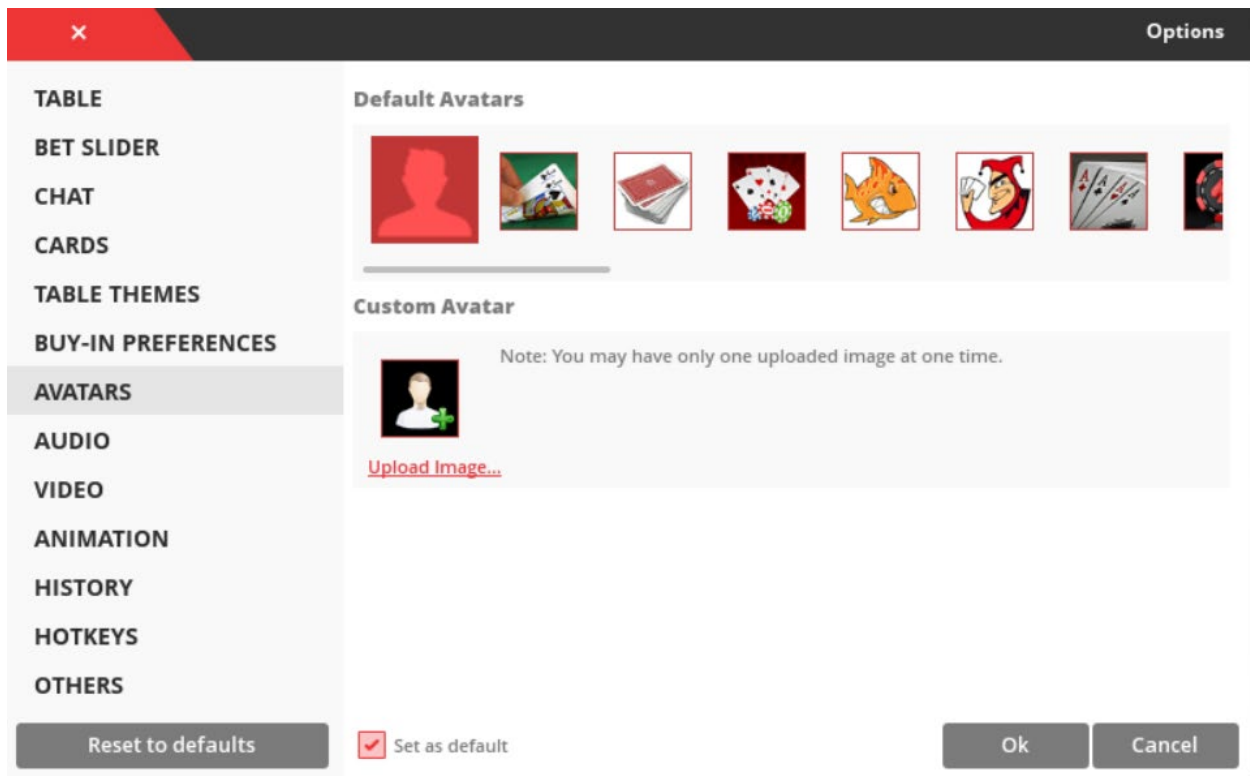 ×
Options
TABLE
BET SLIDER
CHAT
CARDS
TABLE THEMES
BUY-IN PREFERENCES
AVATARS
AUDIO
VIDEO
ANIMATION
HISTORY
HOTKEYS
OTHERS
Reset to defaults
Default Avatars
Custom Avatar
Note: You may have only one uploaded image at one time.
Upload Image...
Set as default
Ok
Cancel